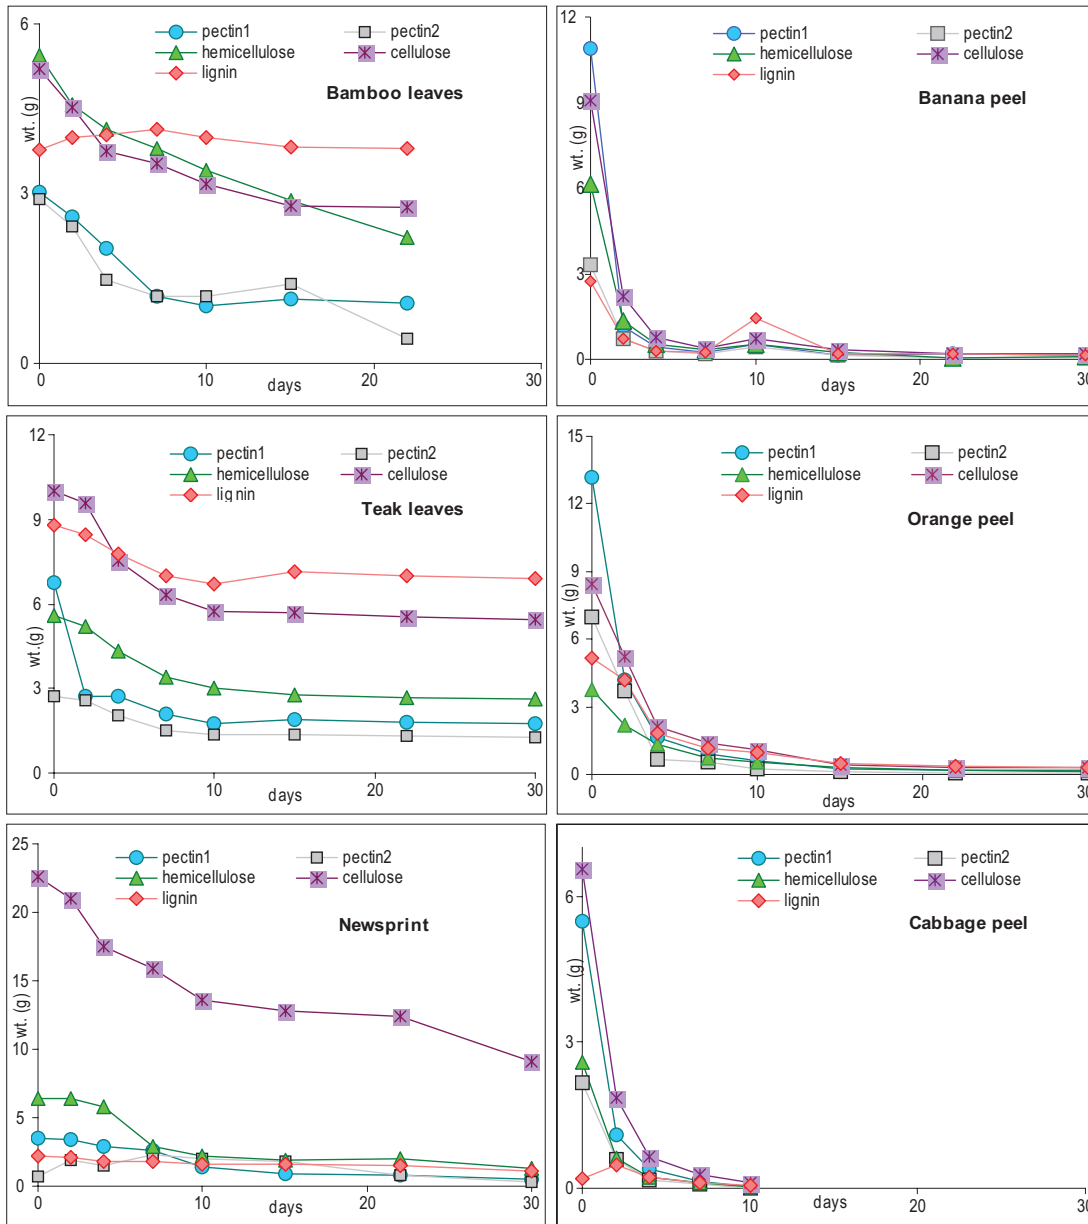 6
3
0
wt. (g)
pectin1
pectin2
hemicellulose
cellulose
lignin
Bamboo leaves
0
10
20
30
days
12
9
6
3
0
wt. (g)
pectin1
pectin2
hemicellulose
cellulose
lignin
Banana peel
0
10
20
30
days
12
9
6
3
0
wt.(g)
pectin1
pectin2
hemicellulose
cellulose
lignin
Teak leaves
0
10
20
30
days
15
12
9
6
3
0
wt. (g)
pectin1
pectin2
hemicellulose
cellulose
lignin
Orange peel
0
10
20
30
days
25
20
15
10
5
0
wt. (g)
pectin1
pectin2
hemicellulose
cellulose
lignin
Newsprint
0
10
20
30
days
6
3
0
wt. (g)
pectin1
pectin2
hemicellulose
cellulose
lignin
Cabbage peel
0
10
days
20
30